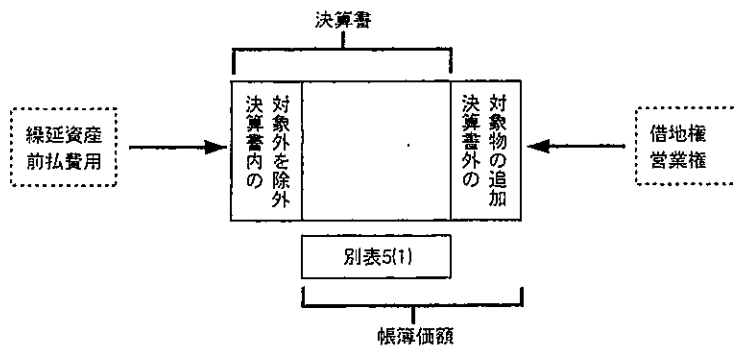 決算書
繰延資産
前払費用
対象外を除外
決算書内の
対象物の追加
決算書外の
借地権
営業権
別表5(1)
帳簿価額